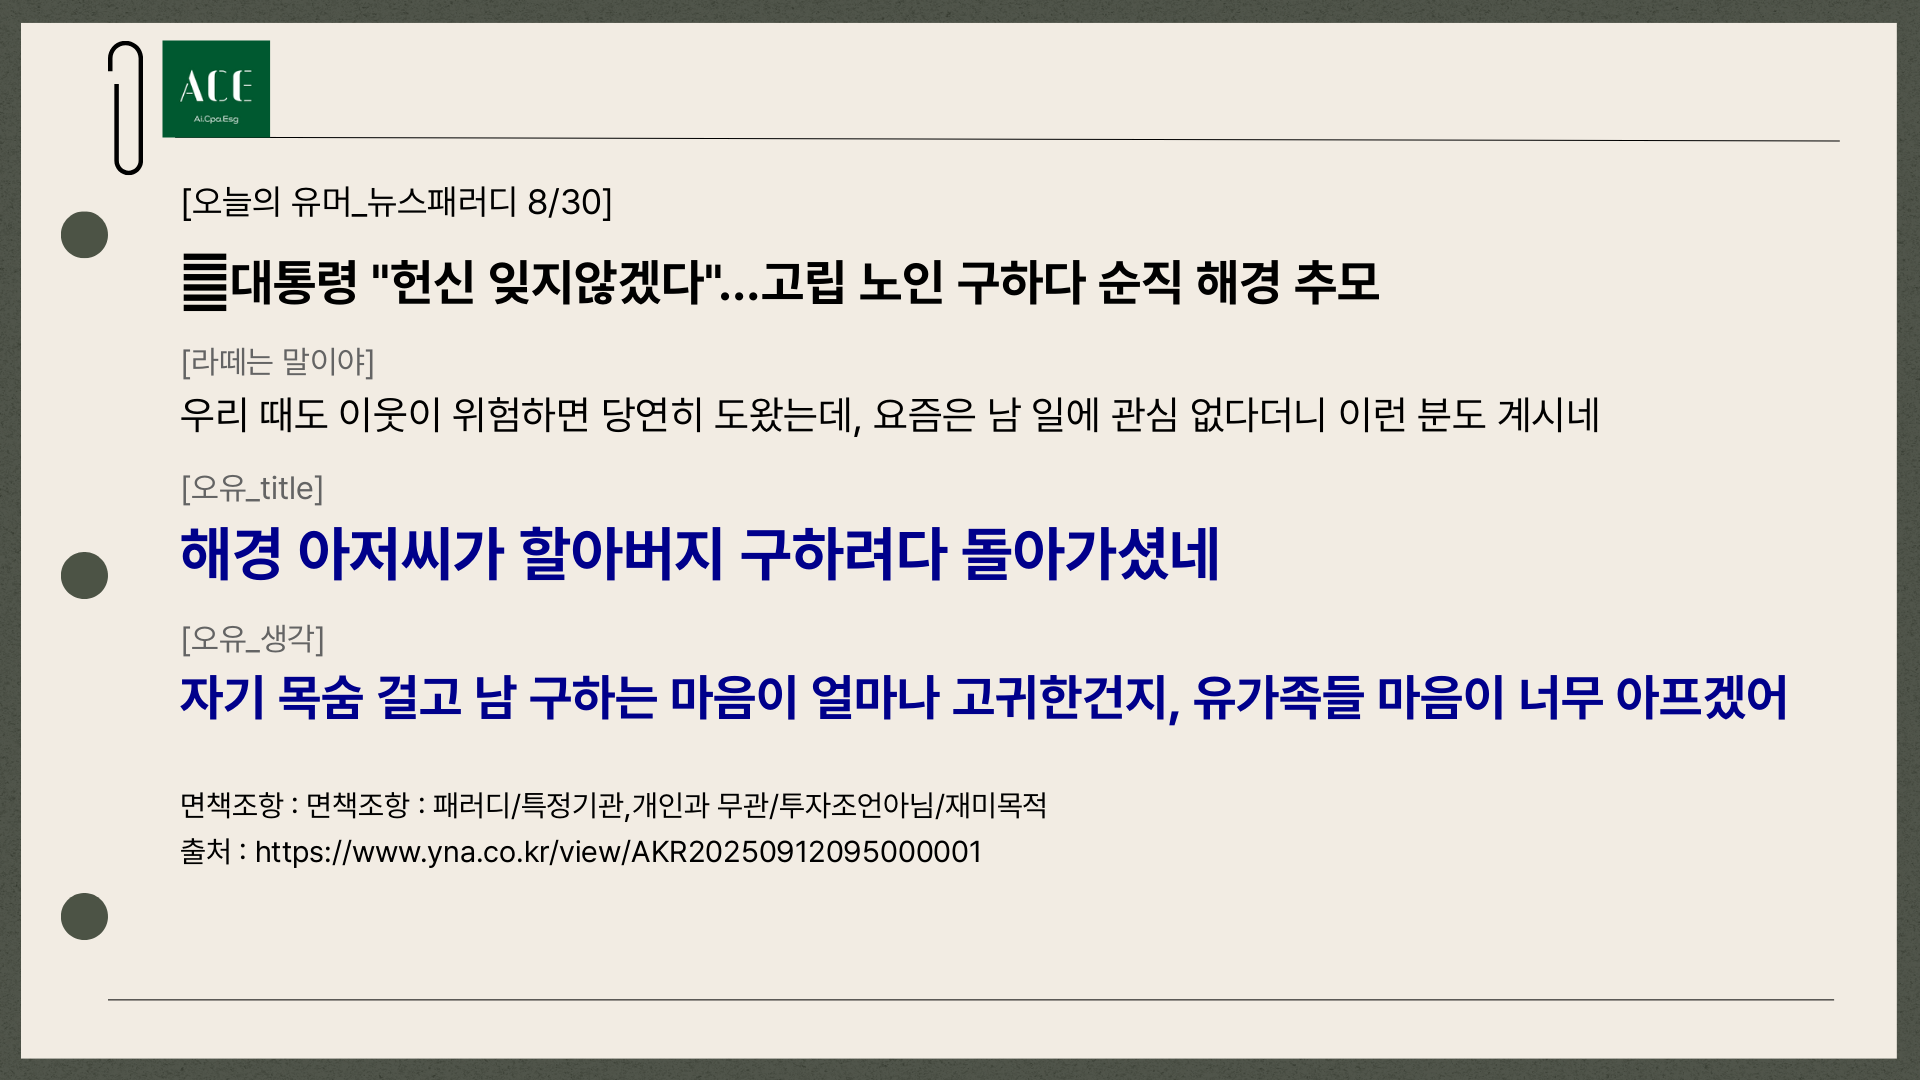 ACE
Ai.Cpa.Esg
[오늘의 유머_뉴스패러디 8/30]
대통령 "헌신 잊지않겠다"...고립 노인 구하다 순직 해경 추모
[라떼는 말이야]
우리 때도 이웃이 위험하면 당연히 도왔는데, 요즘은 남 일에 관심 없다더니 이런 분도 계시네
[오유_title]
해경 아저씨가 할아버지 구하려다 돌아가셨네
[오유_생각]
자기 목숨 걸고 남 구하는 마음이 얼마나 고귀한건지, 유가족들 마음이 너무 아프겠어
면책조항 : 면책조항 : 패러디/특정기관,개인과 무관/투자조언아님/재미목적
출처 : https://www.yna.co.kr/view/AKR20250912095000001